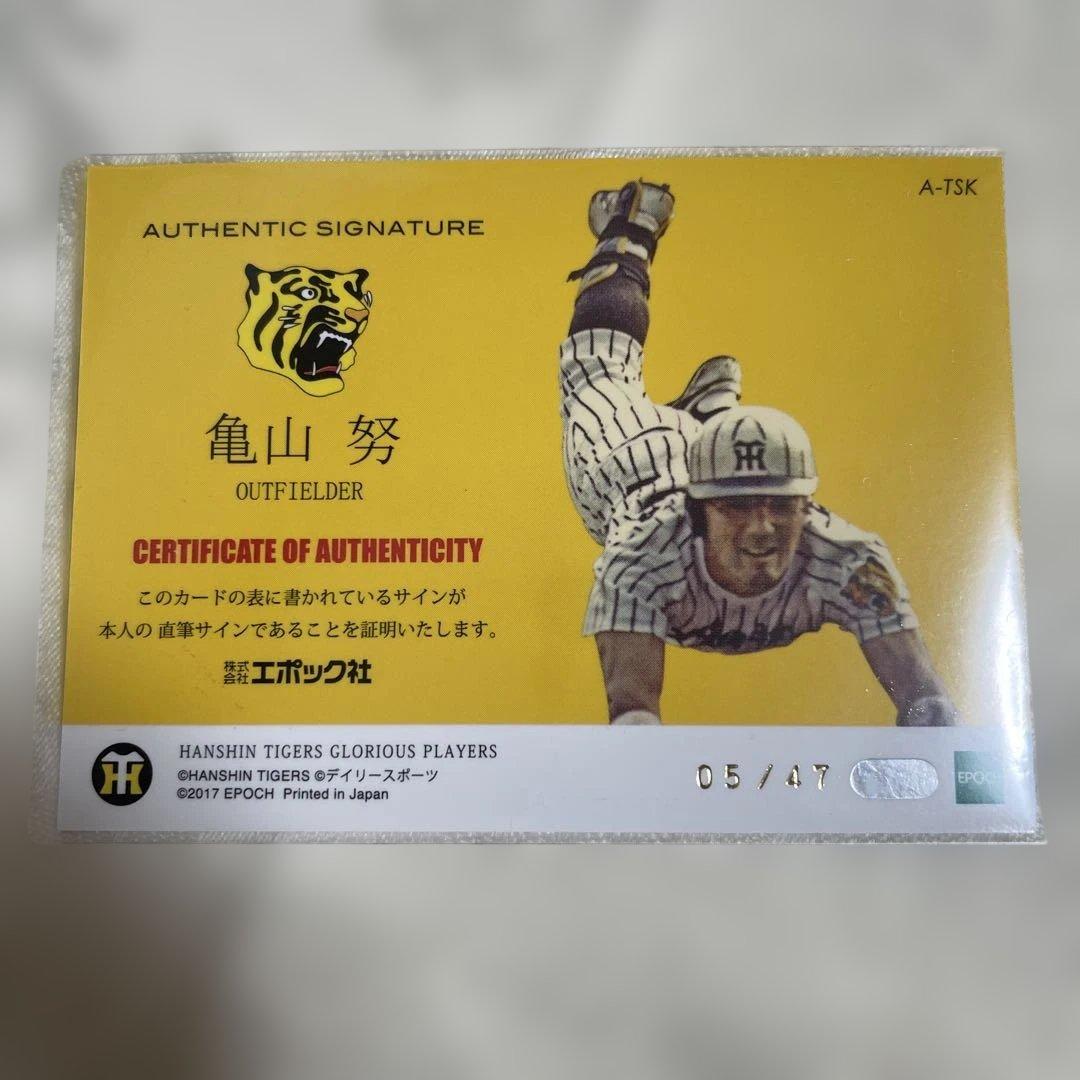 A-TSK
AUTHENTIC SIGNATURE
亀山 努
OUTFIELDER
CERTIFICATE OF AUTHENTICITY
このカードの表に書かれているサインが
本人の 直筆サインであることを証明いたします。
株式会社エポック社
HANSHIN TIGERS GLORIOUS PLAYERS
©HANSHIN TIGERS ©デイリースポーツ
©2017 EPOCH Printed in Japan
05/47
EPOCH